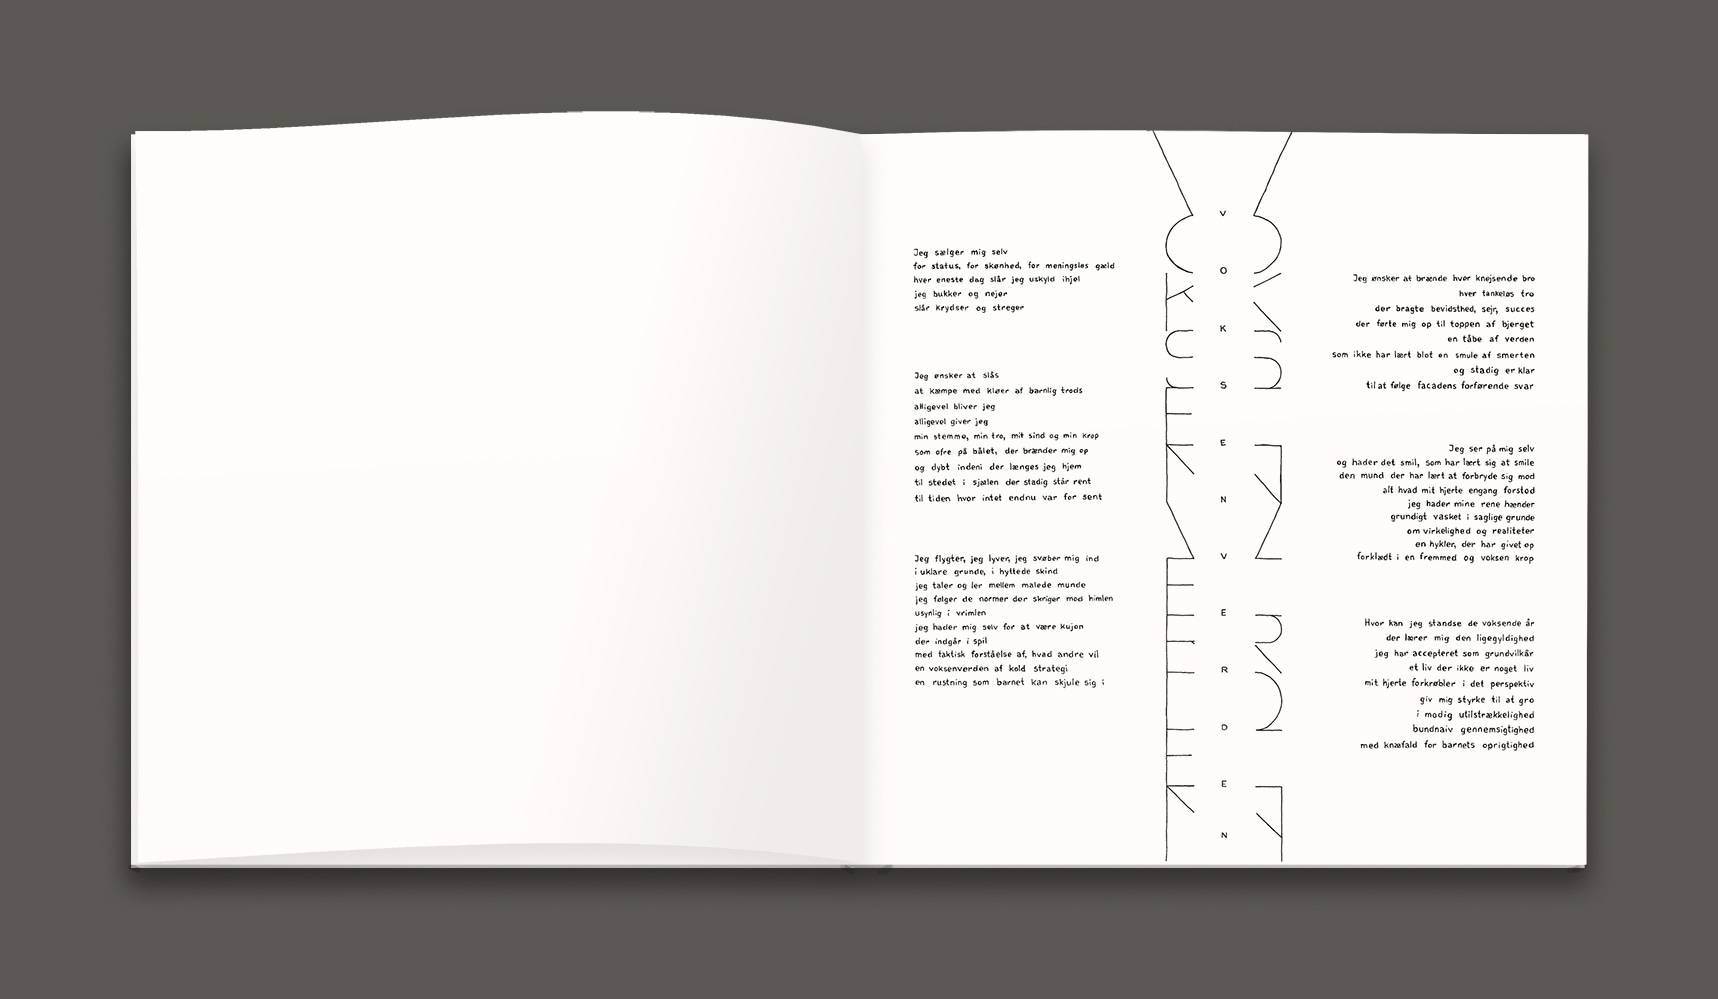 Jeg sælger mig selv
for status, for skønhed, for meningsløs gæld
hver eneste dag slår jeg uskyld ihjel
jeg bukker og nejer
slår krydser og streger
Jeg ønsker at slås
at kæmpe med kløer af barnlig trods
alligevel bliver jeg
alligevel giver jeg
min stemme, min tro, mit sind og min krop
som ofre på bålet, der brænder mig op
og dybt indeni der længes jeg hjem
til stedet i sjælen der stadig står rent
til tiden hvor intet endnu var for sent
Jeg flygter, jeg lyver, jeg svøber mig ind
i uklare grunde, i hyttede skind
jeg taler og ler mellem malede munde
jeg følger de normer der skriger mod himlen
usynlig i vrimlen
jeg hader mig selv for at være kujon
der indgår i spil
med taktisk forståelse af, hvad andre vil
en voksenverden af kold strategi
en rustning som barnet kan skjule sig i
V
O
K
S
E
N
V
E
R
D
E
N
Jeg ønsker at brænde hver knejsende bro
hver tankeløs tro
der bragte bevidsthed, sejr, succes
der førte mig op til toppen af bjerget
en tåbe af verden
som ikke har lært blot en smule af smerten
og stadig er klar
til at følge facadens forførende svar
Jeg ser på mig selv
og hader det smil, som har lært sig at smile
den mund der har lært at forbryde sig mod
alt hvad mit hjerte engang forstod
jeg hader mine rene hænder
grundigt vasket i saglige grunde
om virkelighed og realiteter
en hykler, der har givet op
forklædt i en fremmed og voksen krop
Hvor kan jeg standse de voksende år
der lærer mig den ligegyldighed
jeg har accepteret som grundvilkår
et liv der ikke er noget liv
mit hjerte forkrøbler i det perspektiv
giv mig styrke til at gro
i modig utilstrækkelighed
bundnaiv gennemsigtighed
med knæfald for barnets oprigtighed